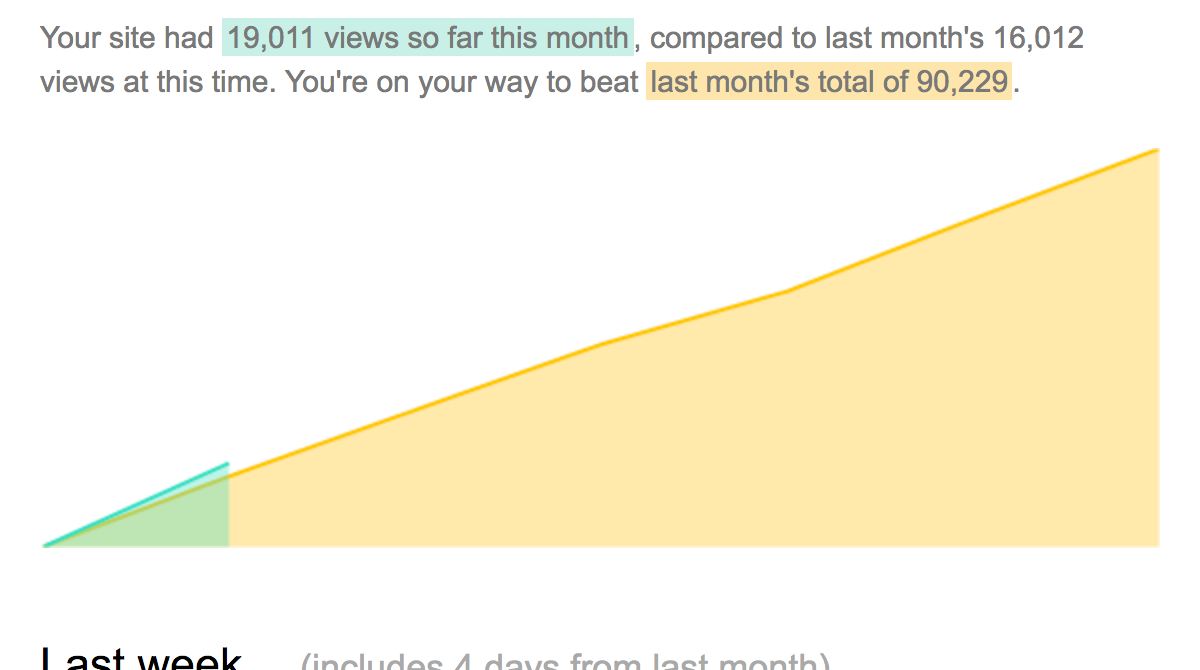 Your site had 19,011 views so far this month, compared to last month's 16,012
views at this time. You're on your way to beat last month's total of 90,229.
Last week (includes 4 days from last month)